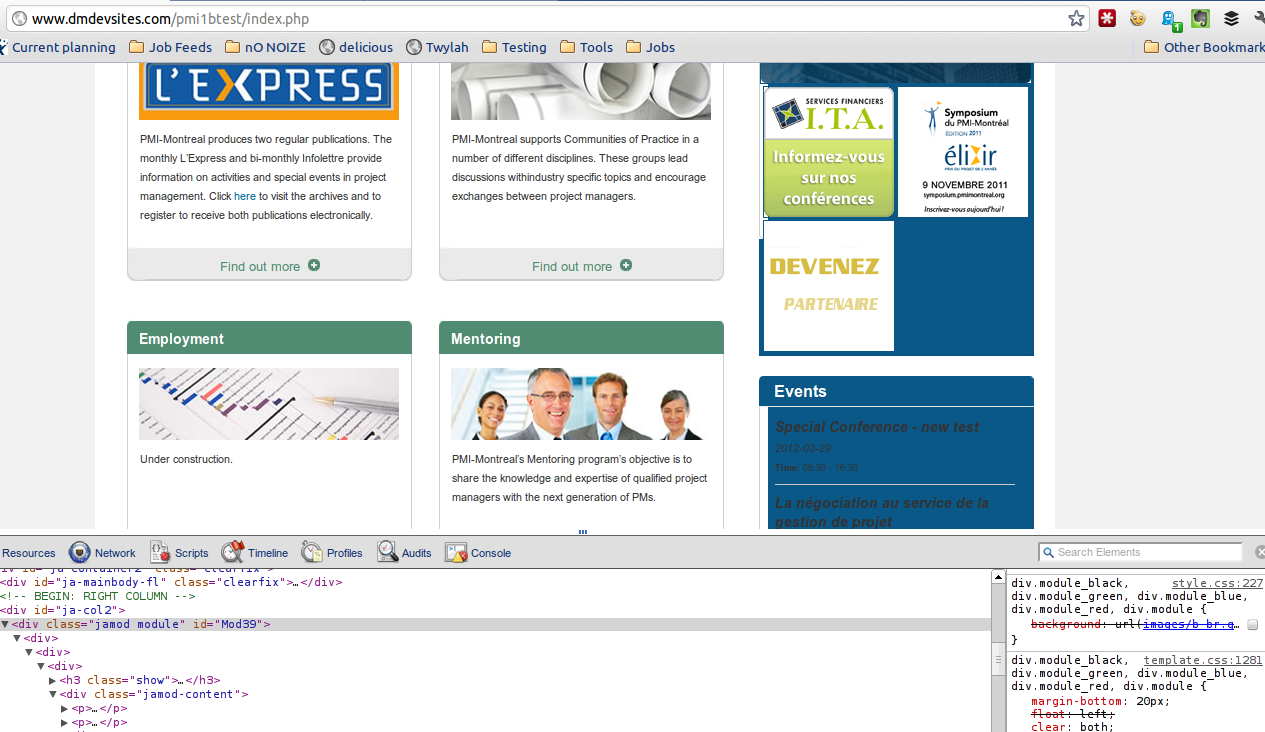 www.dmdevsites.com/pmi1btest/index.php
1
Current planning
Job Feeds
nO NOIZE
delicious
Twylah
Testing
Tools
Jobs
Other Bookmark
L'EXPRESS
PMI-Montreal produces two regular publications. The
monthly L'Express and bi-monthly Infolettre provide
information on activities and special events in project
management. Click here to visit the archives and to
register to receive both publications electronically.
Find out more
PMI-Montreal supports Communities of Practice in a
number of different disciplines. These groups lead
discussions withindustry specific topics and encourage
exchanges between project managers.
Find out more
SERVICES FINANCIERS
I.T.A.
Informez-vous
sur nos
conférences
Symposium
du PMI-Montréal
ÉDITION 2011
élixir
PRIX DU PROJET DE L'ANNÉE
9 NOVEMBRE 2011
symposium.pmimontreal.org
Inscrivez-vous aujourd'hui!
DEVENEZ
PARTENAIRE
Employment
Under construction.
Mentoring
PMI-Montreal's Mentoring program's objective is to
share the knowledge and expertise of qualified project
managers with the next generation of PMs.
Events
Special Conference - new test
2012-02-29
Time: 08:30 - 16:30
La négociation au service de la
gestion de projet
Resources
Network
Scripts
Timeline
Profiles
Audits
Console
Search Elements
<div id="ja-mainbody-fl" class="clearfix">…</div>
<!-- BEGIN: RIGHT COLUMN -->
<div id="ja-col2">
<div class="jamod module" id="Mod39">
<div>
<div>
<div>
<h3 class="show">…</h3>
<div class="jamod-content">
<p>…</p>
<p>…</p>
div.module_black, style.css:227
div.module_green, div.module_blue,
div.module_red, div.module {
background: url(images/b-br.g…
}
div.module_black, template.css:1281
div.module_green, div.module_blue,
div.module_red, div.module {
margin-bottom: 20px;
float: left;
clear: both;